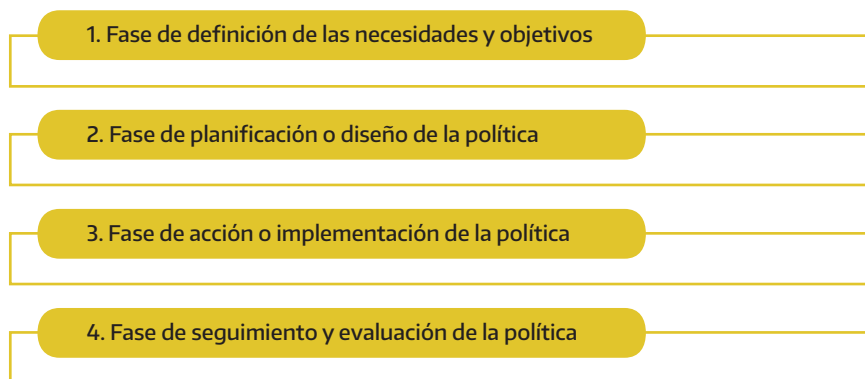 1. Fase de definición de las necesidades y objetivos
2. Fase de planificación o diseño de la política
3. Fase de acción o implementación de la política
4. Fase de seguimiento y evaluación de la política